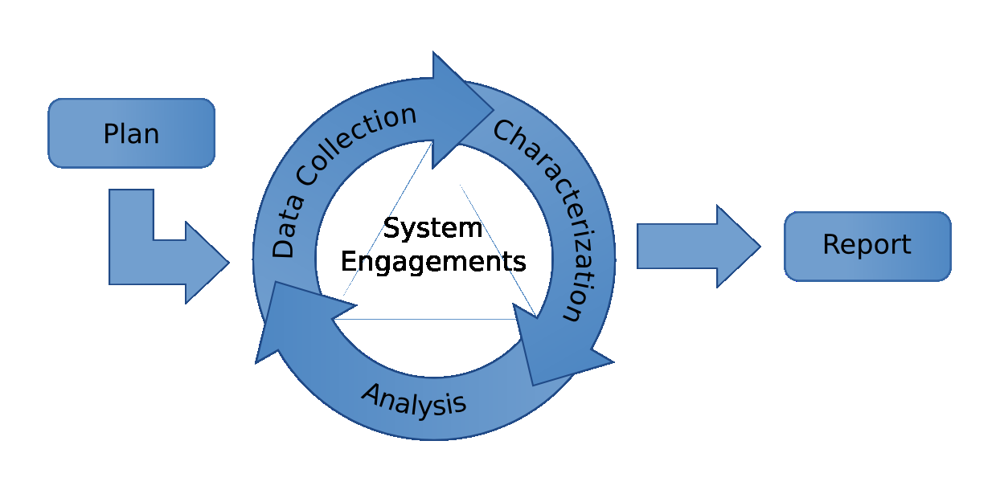 Plan
Data Collection
Characterization
System
Engagements
Analysis
Report